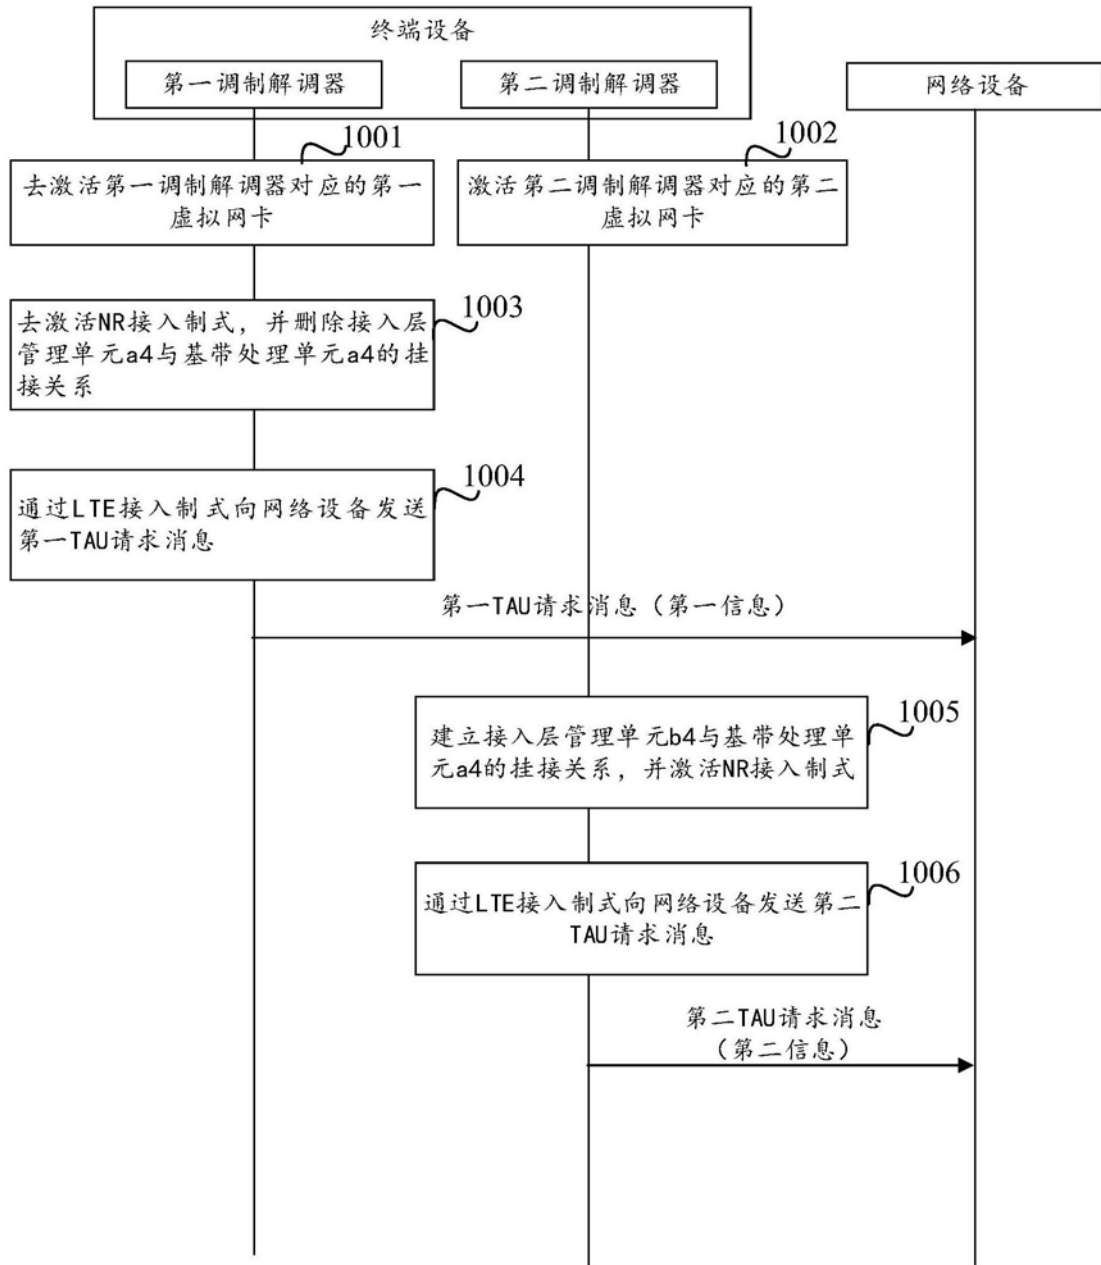 终端设备
第一调制解调器
第二调制解调器
网络设备
1001
1002
去激活第一调制解调器对应的第一
虚拟网卡
激活第二调制解调器对应的第二
虚拟网卡
1003
去激活NR接入制式，并删除接入层
管理单元a4与基带处理单元a4的挂
接关系
1004
通过LTE接入制式向网络设备发送
第一TAU请求消息
第一TAU请求消息（第一信息）
1005
建立接入层管理单元b4与基带处理单
元a4的挂接关系，并激活NR接入制式
1006
通过LTE接入制式向网络设备发送第二
TAU请求消息
第二TAU请求消息
（第二信息）